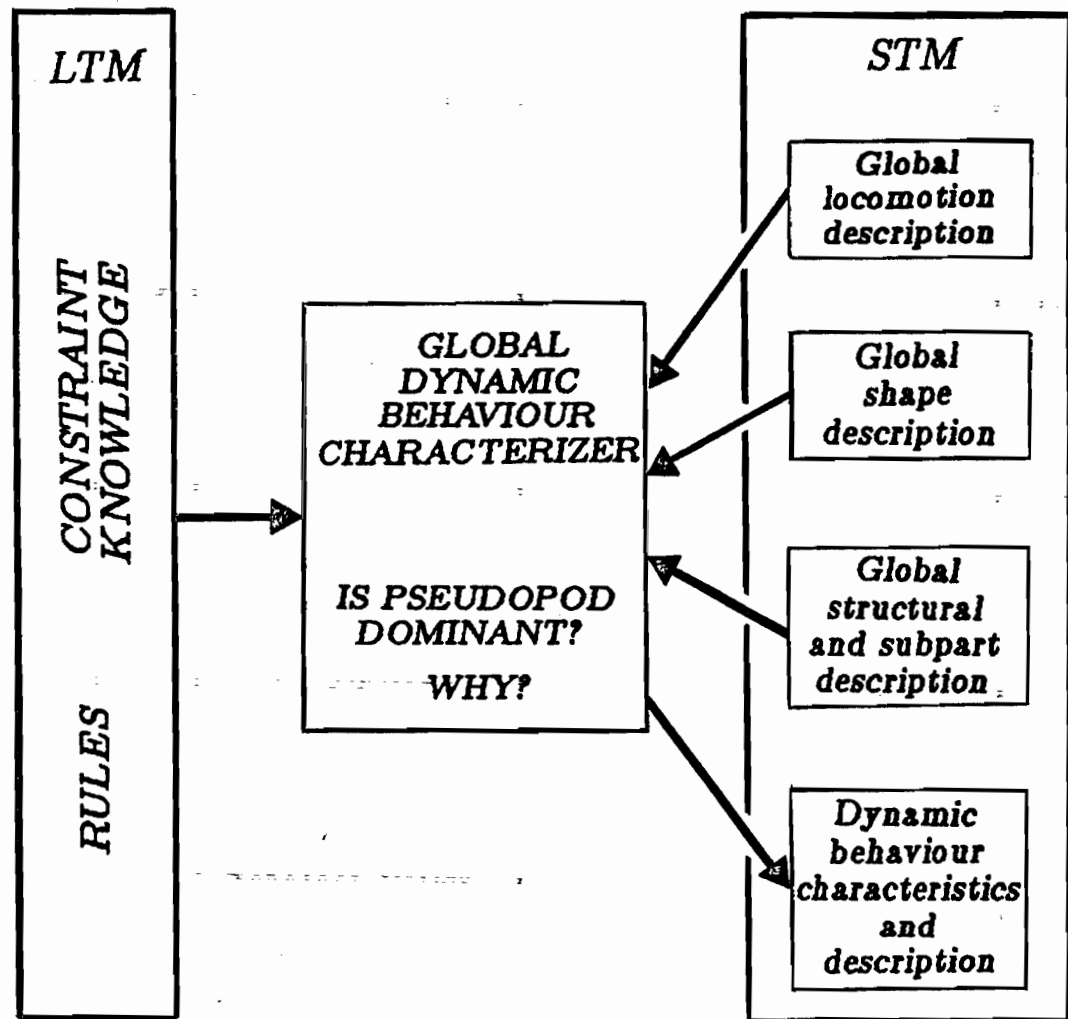 LTM
CONSTRAINT
KNOWLEDGE
RULES
GLOBAL
DYNAMIC
BEHAVIOUR
CHARACTERIZER
IS PSEUDOPOD
DOMINANT?
WHY?
STM
Global
locomotion
description
Global
shape
description
Global
structural
and subpart
description
Dynamic
behaviour
characteristics
and
description